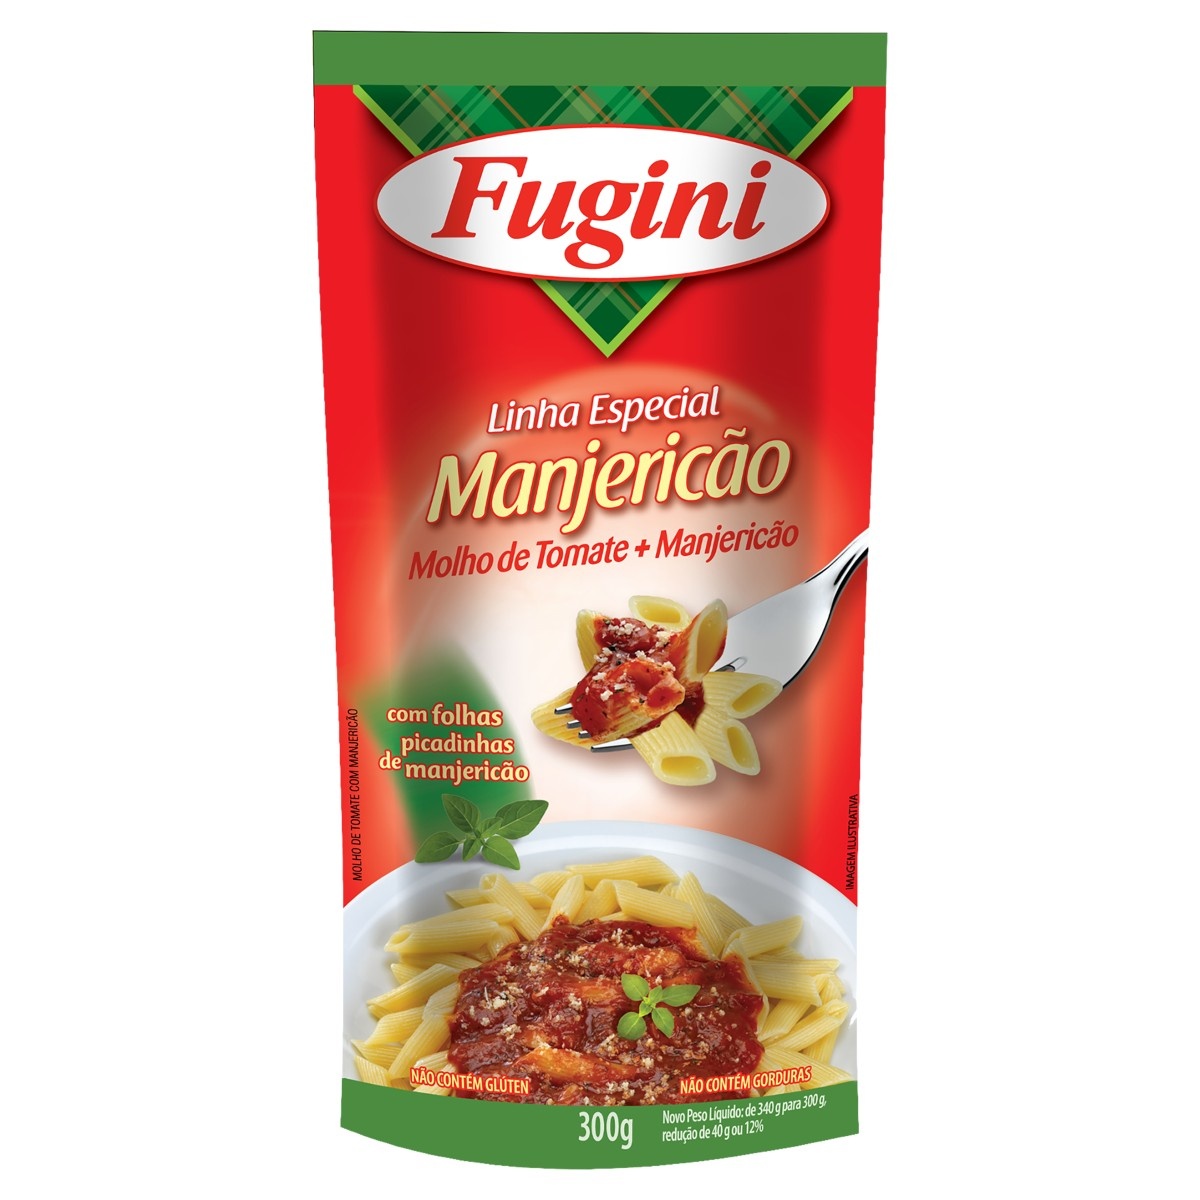 Fugini
Linha Especial
Manjericão
Molho de Tomate + Manjericão
com folhas
picadinhas
de manjericão
MOLHO DE TOMATE COM MANJERICÃO
IMAGEM ILUSTRATIVA
NÃO CONTÉM GLÚTEN
NÃO CONTÉM GORDURAS
300g
Novo Peso Líquido: de 340 g para 300 g,
redução de 40 g ou 12%